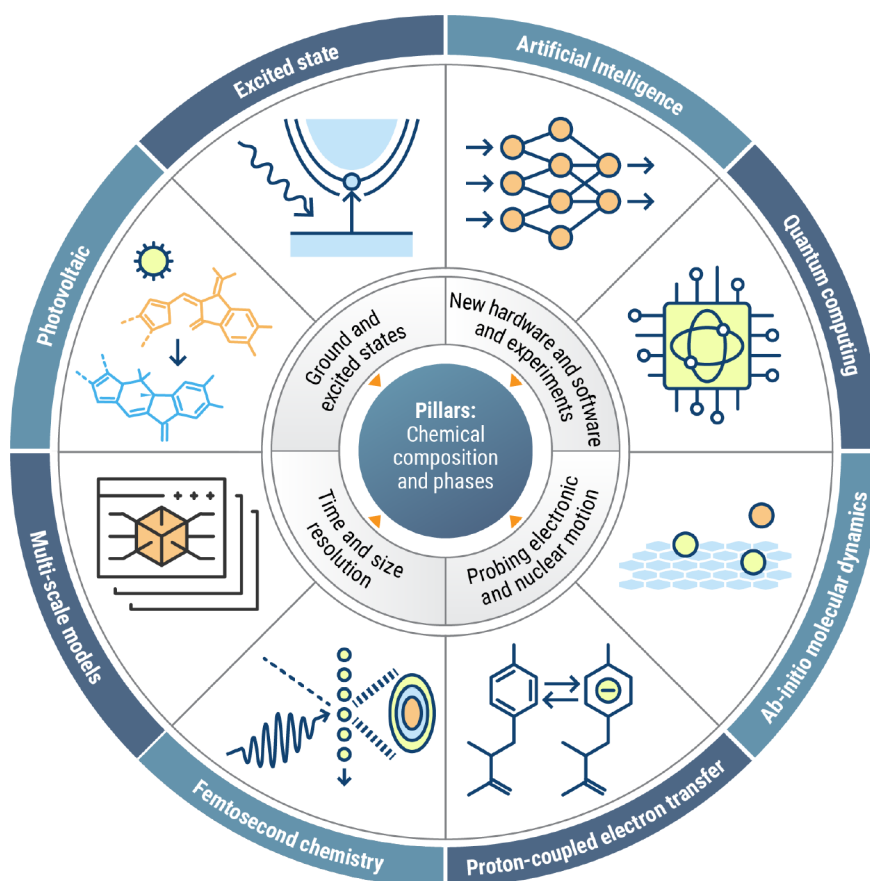 Excited state
Artificial Intelligence
Photovoltaic
Quantum computing
Ground and
excited states
New hardware and software
and experiments
Pillars:
Chemical
composition
and phases
Time and size
resolution
Probing electronic
and nuclear motion
Multi-scale models
Ab-initio molecular dynamics
Femtosecond chemistry
Proton-coupled electron transfer